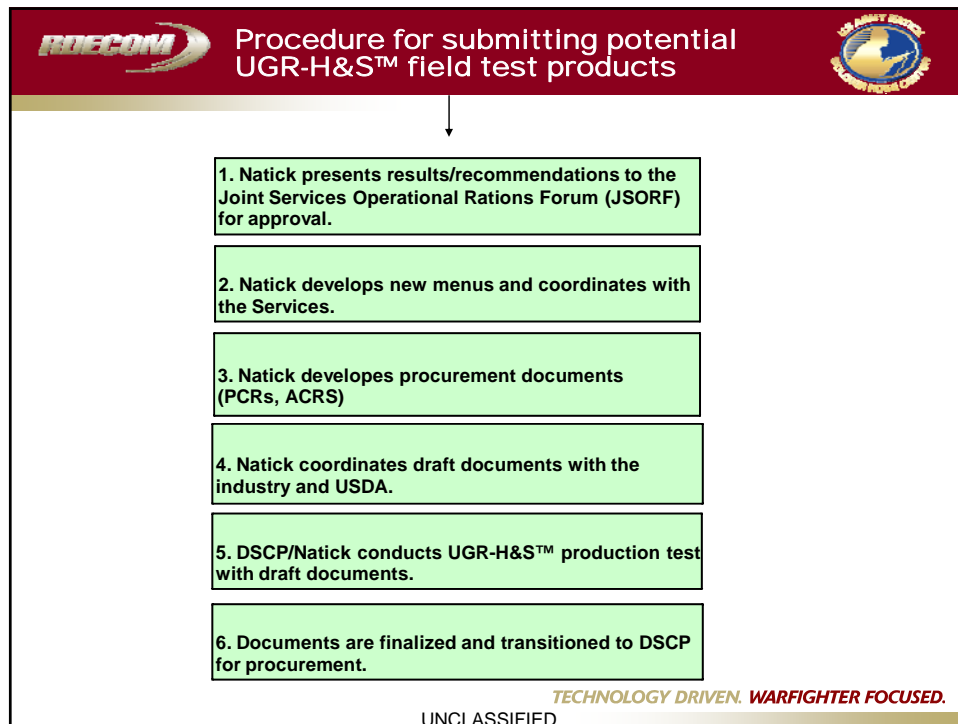 RDECOM
Procedure for submitting potential
UGR-H&S™ field test products
1. Natick presents results/recommendations to the
Joint Services Operational Rations Forum (JSORF)
for approval.
2. Natick develops new menus and coordinates with
the Services.
3. Natick developes procurement documents
(PCRs, ACRS)
4. Natick coordinates draft documents with the
industry and USDA.
5. DSCP/Natick conducts UGR-H&S™ production test
with draft documents.
6. Documents are finalized and transitioned to DSCP
for procurement.
TECHNOLOGY DRIVEN. WARFIGHTER FOCUSED.
UNCLASSIFIED